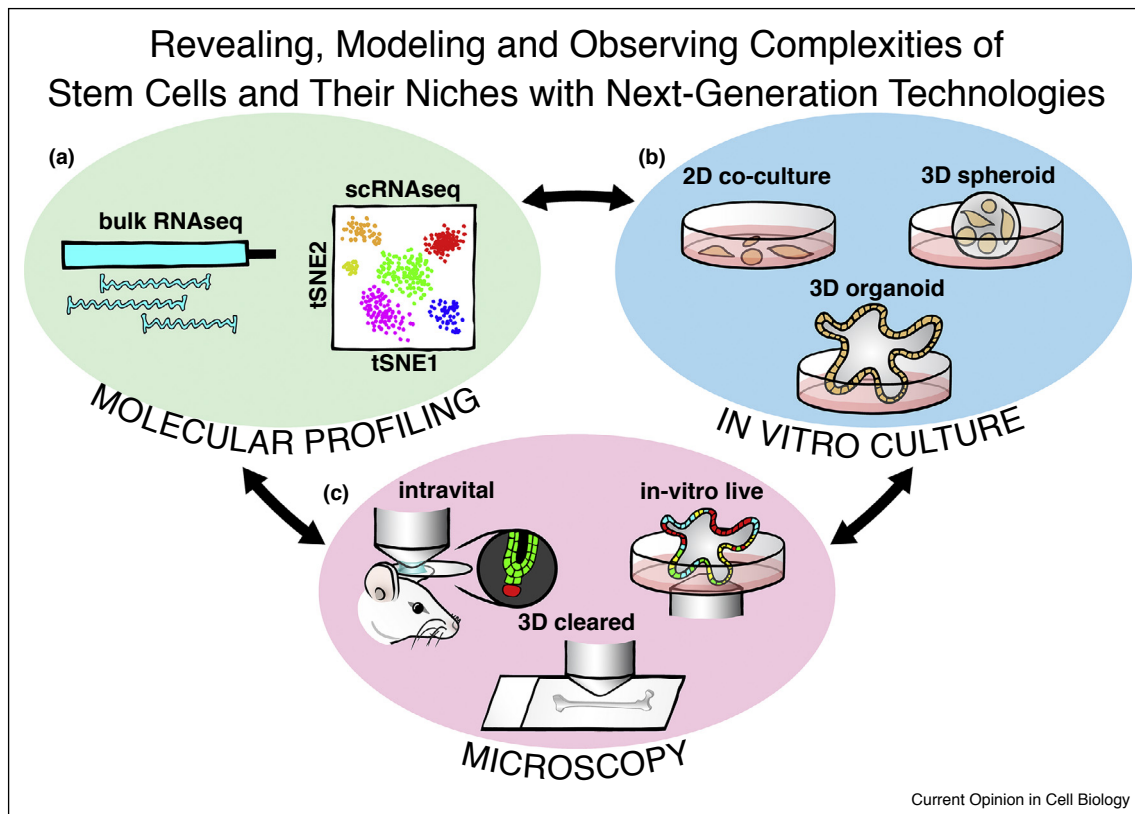 Revealing, Modeling and Observing Complexities of
Stem Cells and Their Niches with Next-Generation Technologies
(a)
bulk RNAseq
scRNAseq
tSNE2
tSNE1
MOLECULAR PROFILING
(b)
2D co-culture
3D spheroid
3D organoid
IN VITRO CULTURE
(c)
intravital
in-vitro live
3D cleared
MICROSCOPY
Current Opinion in Cell Biology